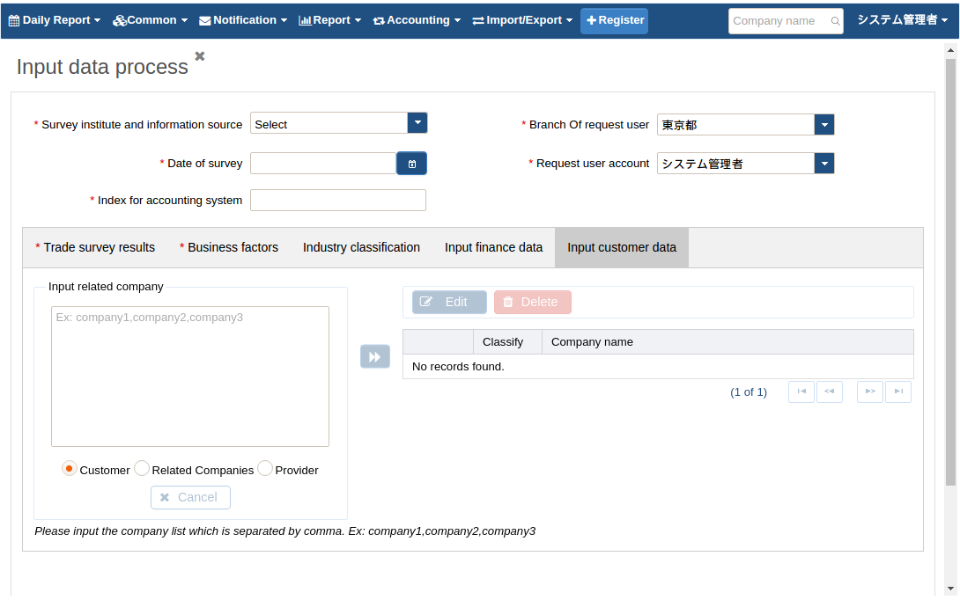 Daily Report Common Notification Report Accounting Import/Export Register Company name システム管理者
Input data process
* Survey institute and information source Select * Branch Of request user 東京都
* Date of survey * Request user account システム管理者
* Index for accounting system
* Trade survey results * Business factors Industry classification Input finance data Input customer data
Input related company
Ex: company1,company2,company3
Edit Delete
Classify Company name
No records found.
(1 of 1)
Customer Related Companies Provider
Cancel
Please input the company list which is separated by comma. Ex: company1,company2,company3